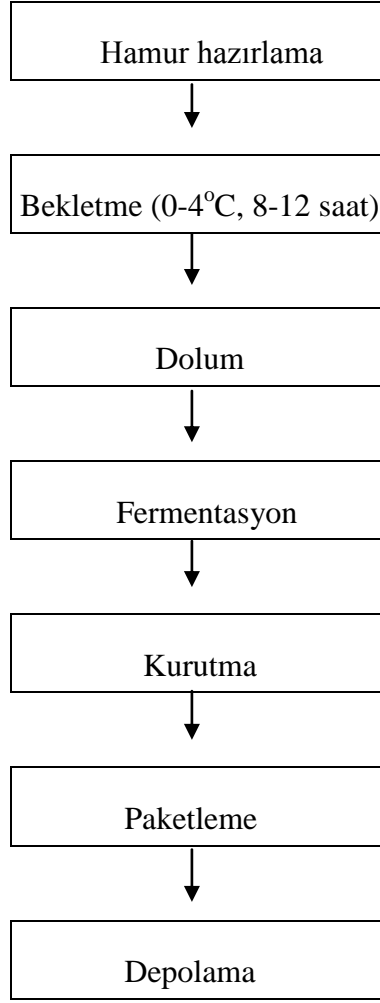 Hamur hazırlama
Bekletme (0-4°C, 8-12 saat)
Dolum
Fermentasyon
Kurutma
Paketleme
Depolama